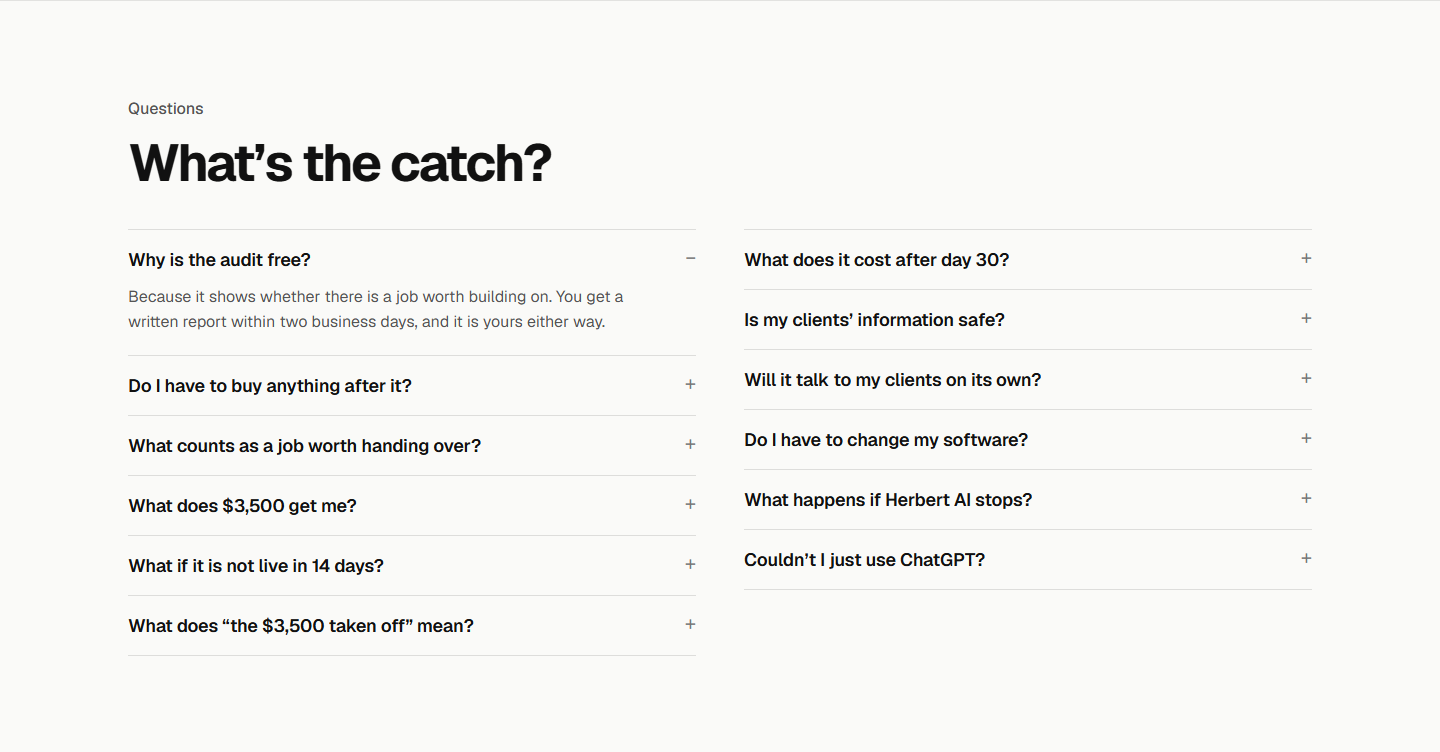 Questions
What’s the catch?
Why is the audit free?
Because it shows whether there is a job worth building on. You get a
written report within two business days, and it is yours either way.
Do I have to buy anything after it?
What counts as a job worth handing over?
What does $3,500 get me?
What if it is not live in 14 days?
What does “the $3,500 taken off” mean?
What does it cost after day 30?
Is my clients’ information safe?
Will it talk to my clients on its own?
Do I have to change my software?
What happens if Herbert AI stops?
Couldn’t I just use ChatGPT?